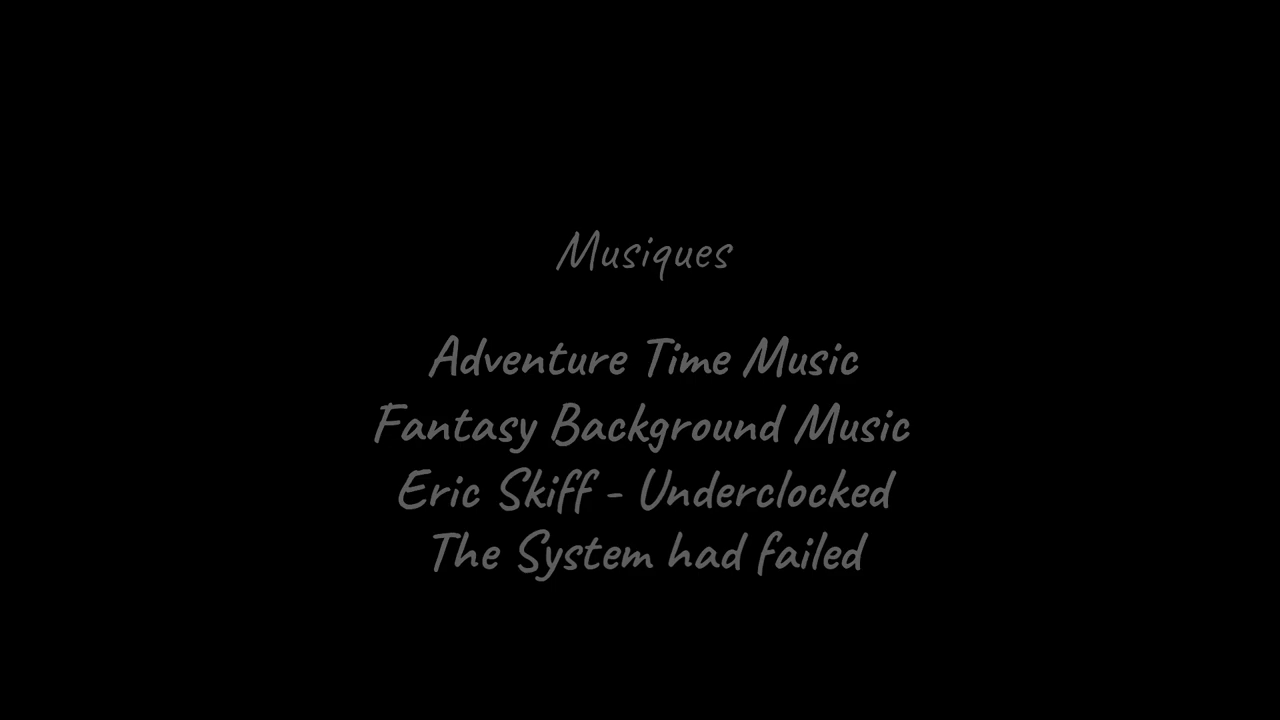 Musiques
Adventure Time Music
Fantasy Background Music
Eric Skiff - Underclocked
The System had failed